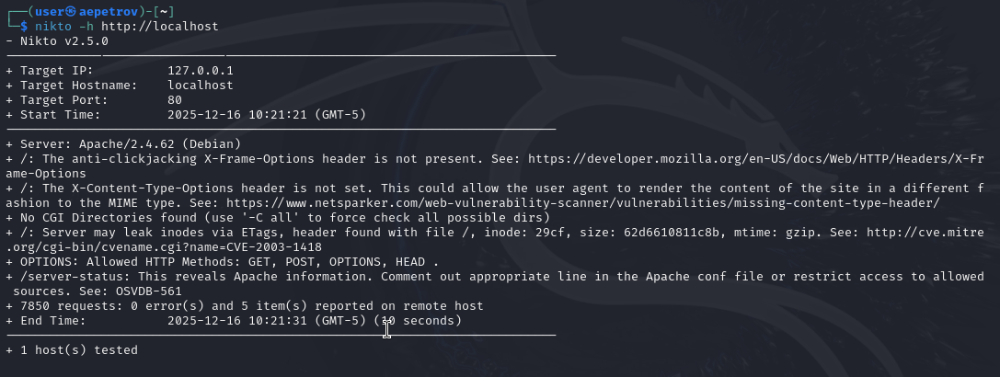 ┌──(user㉿aepetrov)-[~]
└─$ nikto -h http://localhost
- Nikto v2.5.0
+ Target IP:          127.0.0.1
+ Target Hostname:    localhost
+ Target Port:        80
+ Start Time:         2025-12-16 10:21:21 (GMT-5)
+ Server: Apache/2.4.62 (Debian)
+ /: The anti-clickjacking X-Frame-Options header is not present. See: https://developer.mozilla.org/en-US/docs/Web/HTTP/Headers/X-Fr
ame-Options
+ /: The X-Content-Type-Options header is not set. This could allow the user agent to render the content of the site in a different f
ashion to the MIME type. See: https://www.netsparker.com/web-vulnerability-scanner/vulnerabilities/missing-content-type-header/
+ No CGI Directories found (use '-C all' to force check all possible dirs)
+ /: Server may leak inodes via ETags, header found with file /, inode: 29cf, size: 62d6610811c8b, mtime: gzip. See: http://cve.mitre
.org/cgi-bin/cvename.cgi?name=CVE-2003-1418
+ OPTIONS: Allowed HTTP Methods: GET, POST, OPTIONS, HEAD .
+ /server-status: This reveals Apache information. Comment out appropriate line in the Apache conf file or restrict access to allowed
 sources. See: OSVDB-561
+ 7850 requests: 0 error(s) and 5 item(s) reported on remote host
+ End Time:           2025-12-16 10:21:31 (GMT-5) (10 seconds)
+ 1 host(s) tested